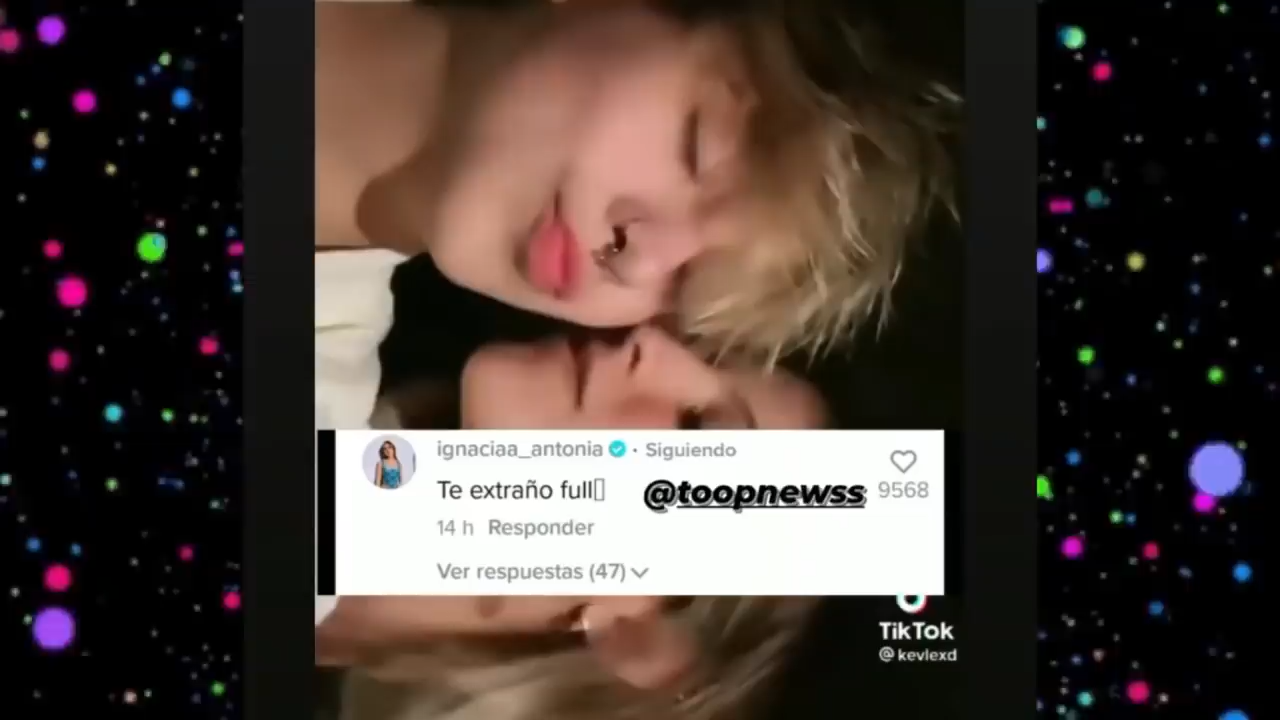 ignaciaa_antonia · Siguiendo
Te extraño full
@toopnewss
9568
14 h Responder
Ver respuestas (47)
TikTok
@kevlexd